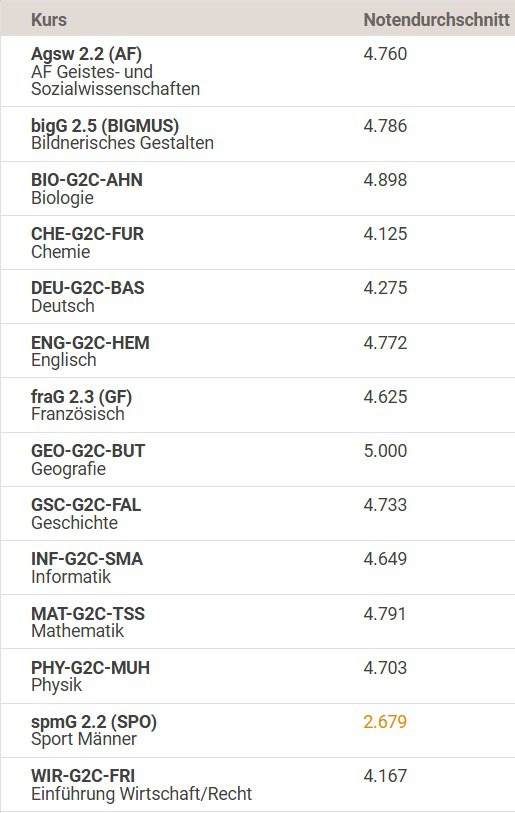 Kurs Notendurchschnitt
Agsw 2.2 (AF) 4.760
AF Geistes- und
Sozialwissenschaften
bigG 2.5 (BIGMUS) 4.786
Bildnerisches Gestalten
BIO-G2C-AHN 4.898
Biologie
CHE-G2C-FUR 4.125
Chemie
DEU-G2C-BAS 4.275
Deutsch
ENG-G2C-HEM 4.772
Englisch
fraG 2.3 (GF) 4.625
Französisch
GEO-G2C-BUT 5.000
Geografie
GSC-G2C-FAL 4.733
Geschichte
INF-G2C-SMA 4.649
Informatik
MAT-G2C-TSS 4.791
Mathematik
PHY-G2C-MUH 4.703
Physik
spmG 2.2 (SPO) 2.679
Sport Männer
WIR-G2C-FRI 4.167
Einführung Wirtschaft/Recht